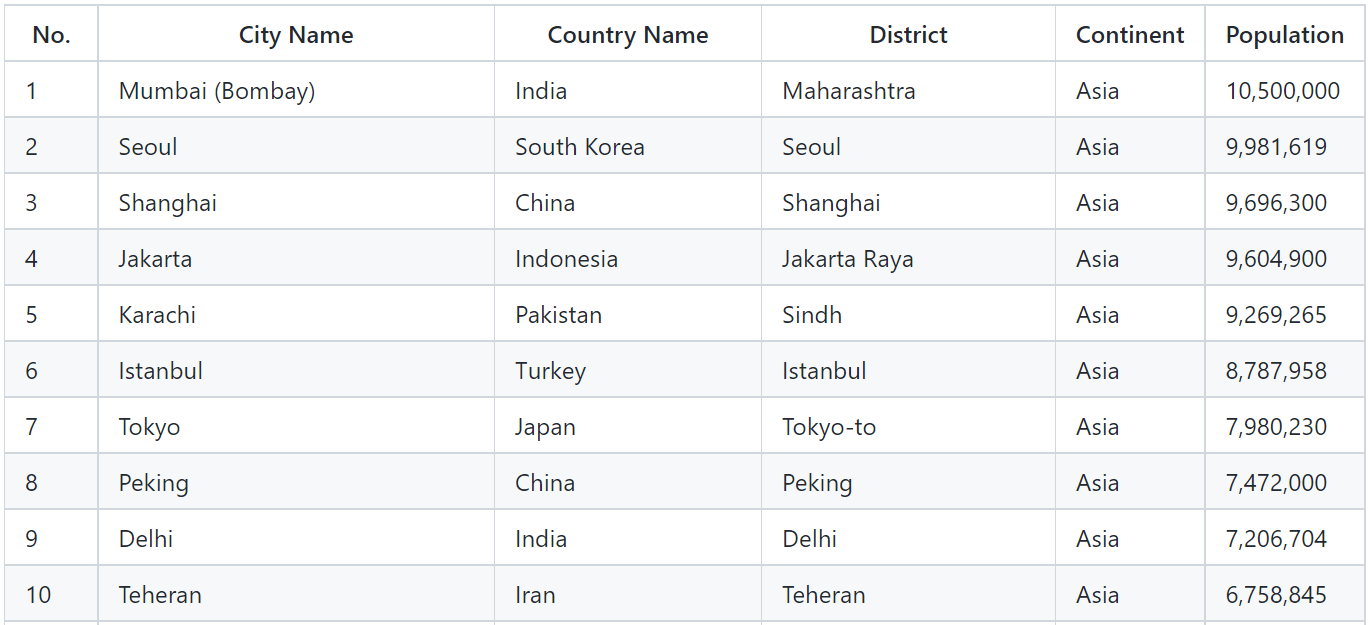 No. City Name Country Name District Continent Population
1 Mumbai (Bombay) India Maharashtra Asia 10,500,000
2 Seoul South Korea Seoul Asia 9,981,619
3 Shanghai China Shanghai Asia 9,696,300
4 Jakarta Indonesia Jakarta Raya Asia 9,604,900
5 Karachi Pakistan Sindh Asia 9,269,265
6 Istanbul Turkey Istanbul Asia 8,787,958
7 Tokyo Japan Tokyo-to Asia 7,980,230
8 Peking China Peking Asia 7,472,000
9 Delhi India Delhi Asia 7,206,704
10 Teheran Iran Teheran Asia 6,758,845